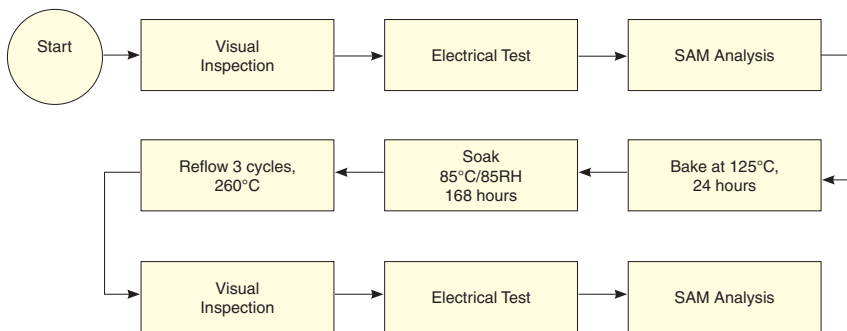 Start
Visual
Inspection
Electrical Test
SAM Analysis
Bake at 125°C,
24 hours
Soak
85°C/85RH
168 hours
Reflow 3 cycles,
260°C
Visual
Inspection
Electrical Test
SAM Analysis